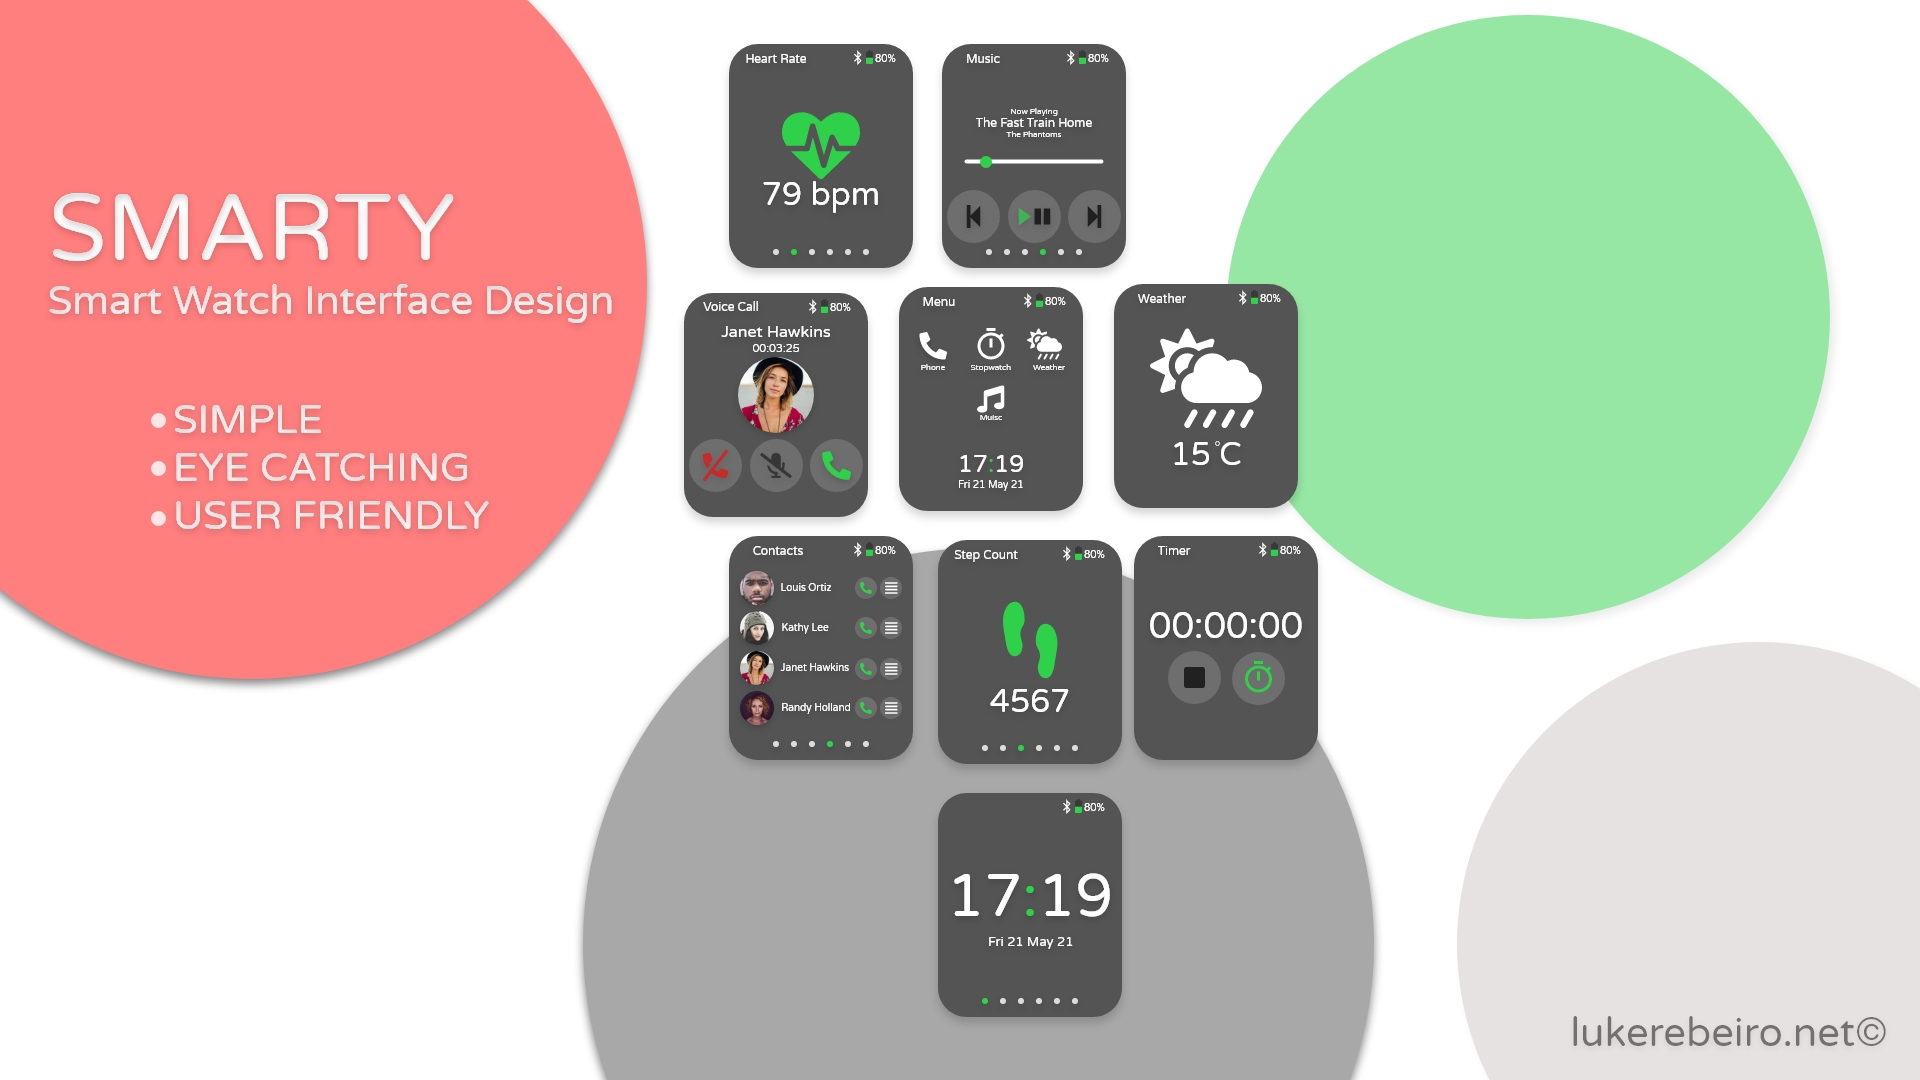 SMARTY
Smart Watch Interface Design
SIMPLE
EYE CATCHING
USER FRIENDLY
Heart Rate 80%
79 bpm
Music 80%
Now Playing
The Fast Train Home
The Phantoms
Voice Call 80%
Janet Hawkins
00:03:25
Menu 80%
Phone Stopwatch Weather
Muisc
17:19
Fri 21 May 21
Weather 80%
15°C
Contacts 80%
Louis Ortiz
Kathy Lee
Janet Hawkins
Randy Holland
Step Count 80%
4567
Timer 80%
00:00:00
80%
17:19
Fri 21 May 21
lukerebeiro.net©